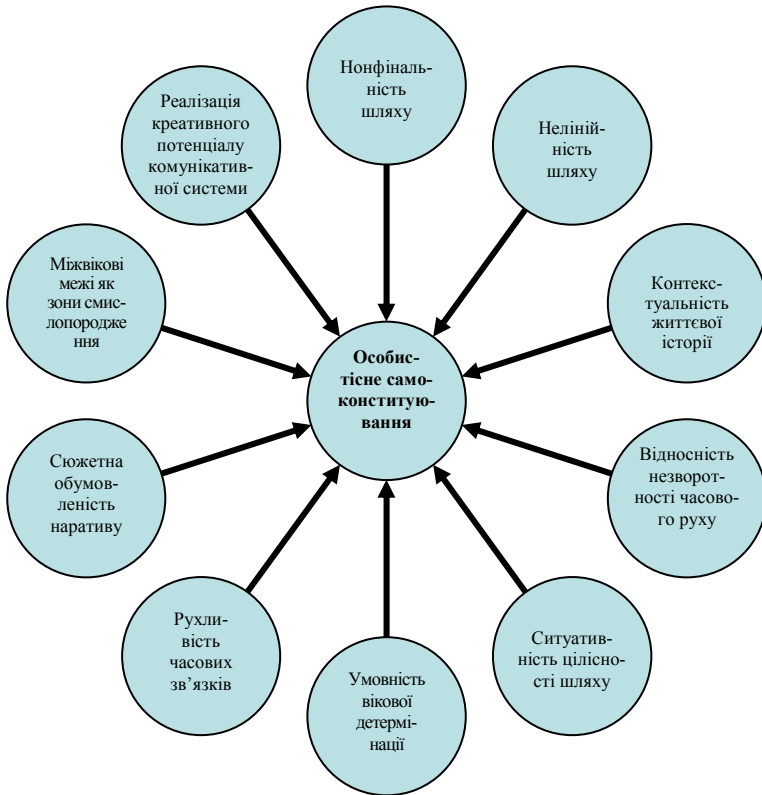 Нонфіналь-
ність
шляху
Реалізація
креативного
потенціалу
комунікатив-
ної системи
Неліній-
ність
шляху
Міжвікові
межі як
зони смис-
лопородже
ння
Контекс-
туальність
життєвої
історії
Особис-
тісне само-
конститую-
вання
Сюжетна
обумов-
леність
наративу
Відносність
незворот-
ності часово-
го руху
Рухли-
вість
часових
зв’язків
Ситуатив-
ність цілісно-
сті шляху
Умовність
вікової
детермі-
нації